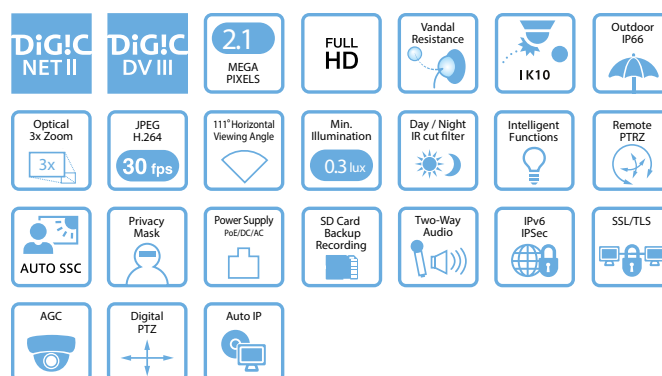 DiG!C
NET II
DiG!C
DV III
2.1
MEGA
PIXELS
FULL
HD
Vandal
Resistance
IK10
Outdoor
IP66
Optical
3x Zoom
3x
JPEG
H.264
30 fps
111° Horizontal
Viewing Angle
Min.
Illumination
0.3 lux
Day / Night
IR cut filter
Intelligent
Functions
Remote
PTRZ
AUTO SSC
Privacy
Mask
Power Supply
PoE/DC/AC
SD Card
Backup
Recording
Two-Way
Audio
IPv6
IPSec
SSL/TLS
AGC
Digital
PTZ
Auto IP